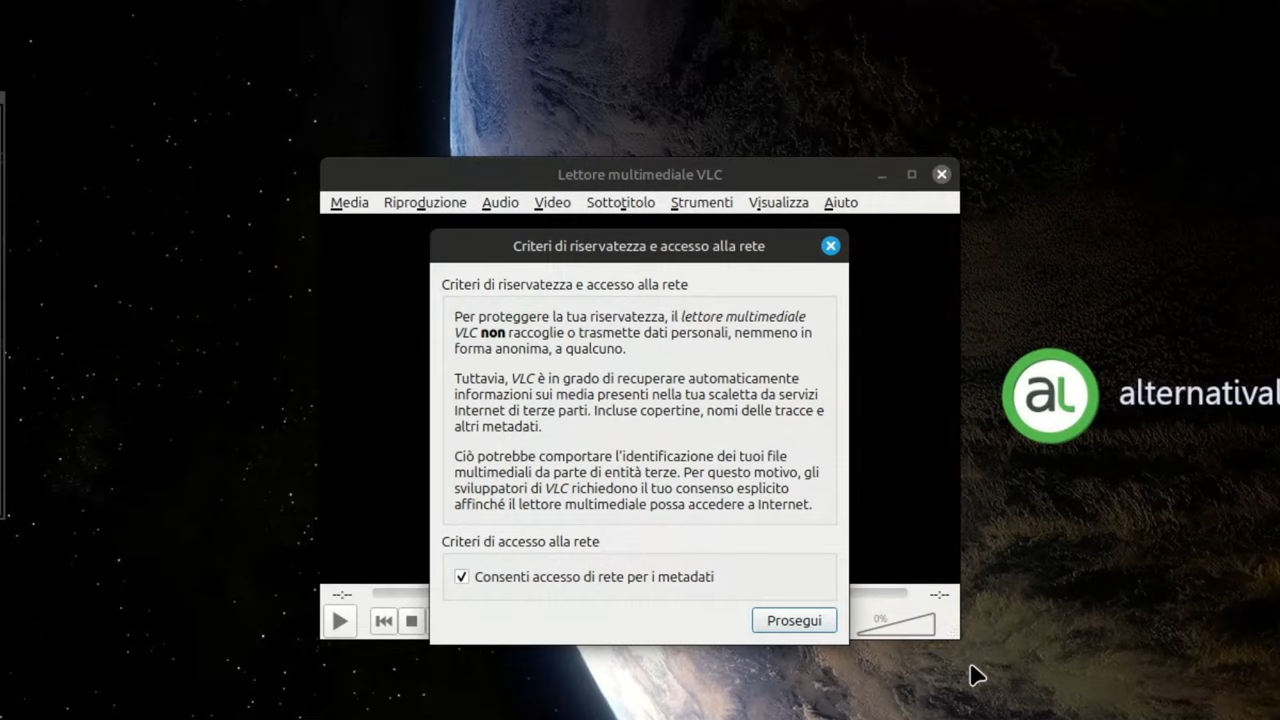 Lettore multimediale VLC
Media Riproduzione Audio Video Sottotitolo Strumenti Visualizza Aiuto
Criteri di riservatezza e accesso alla rete
Criteri di riservatezza e accesso alla rete
Per proteggere la tua riservatezza, il lettore multimediale
VLC non raccoglie o trasmette dati personali, nemmeno in
forma anonima, a qualcuno.
Tuttavia, VLC è in grado di recuperare automaticamente
informazioni sui media presenti nella tua scaletta da servizi
Internet di terze parti. Incluse copertine, nomi delle tracce e
altri metadati.
Ciò potrebbe comportare l'identificazione dei tuoi file
multimediali da parte di entità terze. Per questo motivo, gli
sviluppatori di VLC richiedono il tuo consenso esplicito
affinché il lettore multimediale possa accedere a Internet.
al alternatival
Criteri di accesso alla rete
Consenti accesso di rete per i metadati
--:-- --:--
0%
Prosegui